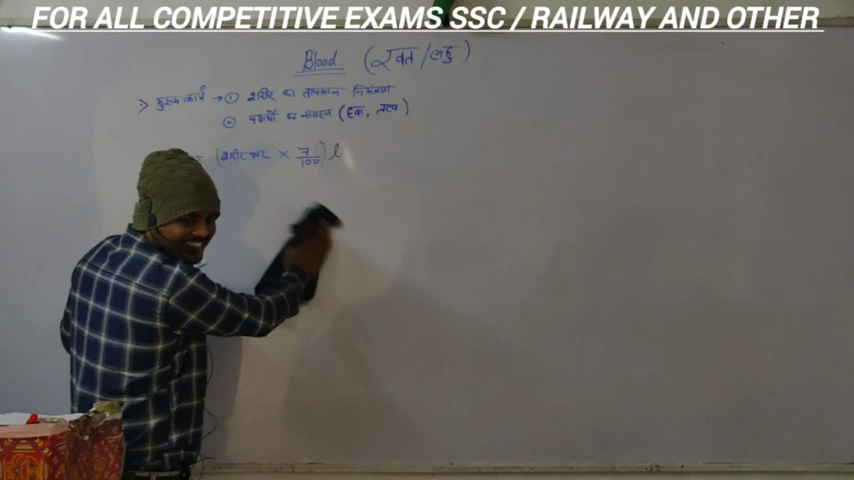 FOR ALL COMPETITIVE EXAMS SSC / RAILWAY AND OTHER
Blood (रक्त/लहु)
> मुख्य कार्य → ① शरीर का तापमान नियंत्रण
② पदार्थों का संवहन (हवा, तत्व)
= (शरीर भार × 7/100) l